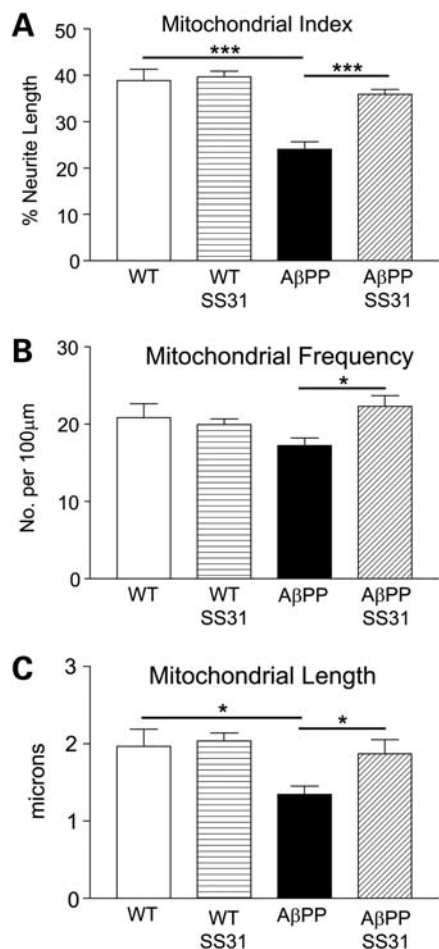 A
Mitochondrial Index
***
***
% Neurite Length
50
40
30
20
10
0
WT
WT
SS31
AβPP
AβPP
SS31
B
Mitochondrial Frequency
*
No. per 100μm
30
20
10
0
WT
WT
SS31
AβPP
AβPP
SS31
C
Mitochondrial Length
*
*
microns
3
2
1
0
WT
WT
SS31
AβPP
AβPP
SS31